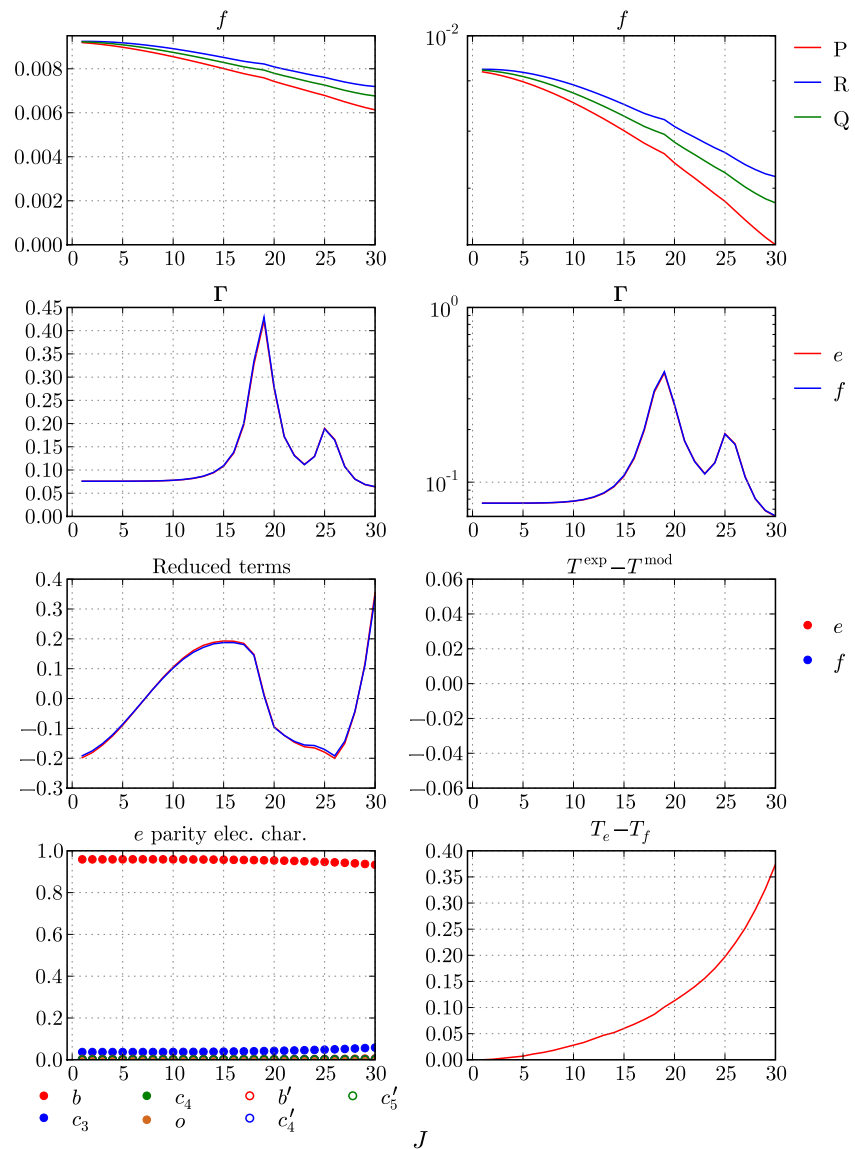 f
f
0.008
0.006
0.004
0.002
0.000
0 5 10 15 20 25 30
10⁻²
0 5 10 15 20 25 30
P
R
Q
Γ
Γ
0.45
0.40
0.35
0.30
0.25
0.20
0.15
0.10
0.05
0.00
0 5 10 15 20 25 30
10⁰
10⁻¹
0 5 10 15 20 25 30
e
f
Reduced terms
T^exp − T^mod
0.4
0.3
0.2
0.1
0.0
−0.1
−0.2
−0.3
0 5 10 15 20 25 30
0.06
0.04
0.02
0.00
−0.02
−0.04
−0.06
0 5 10 15 20 25 30
e
f
e parity elec. char.
T_e − T_f
1.0
0.8
0.6
0.4
0.2
0.0
0 5 10 15 20 25 30
0.40
0.35
0.30
0.25
0.20
0.15
0.10
0.05
0.00
0 5 10 15 20 25 30
b c₄ b′ c₅′
c₃ o c₄′
J